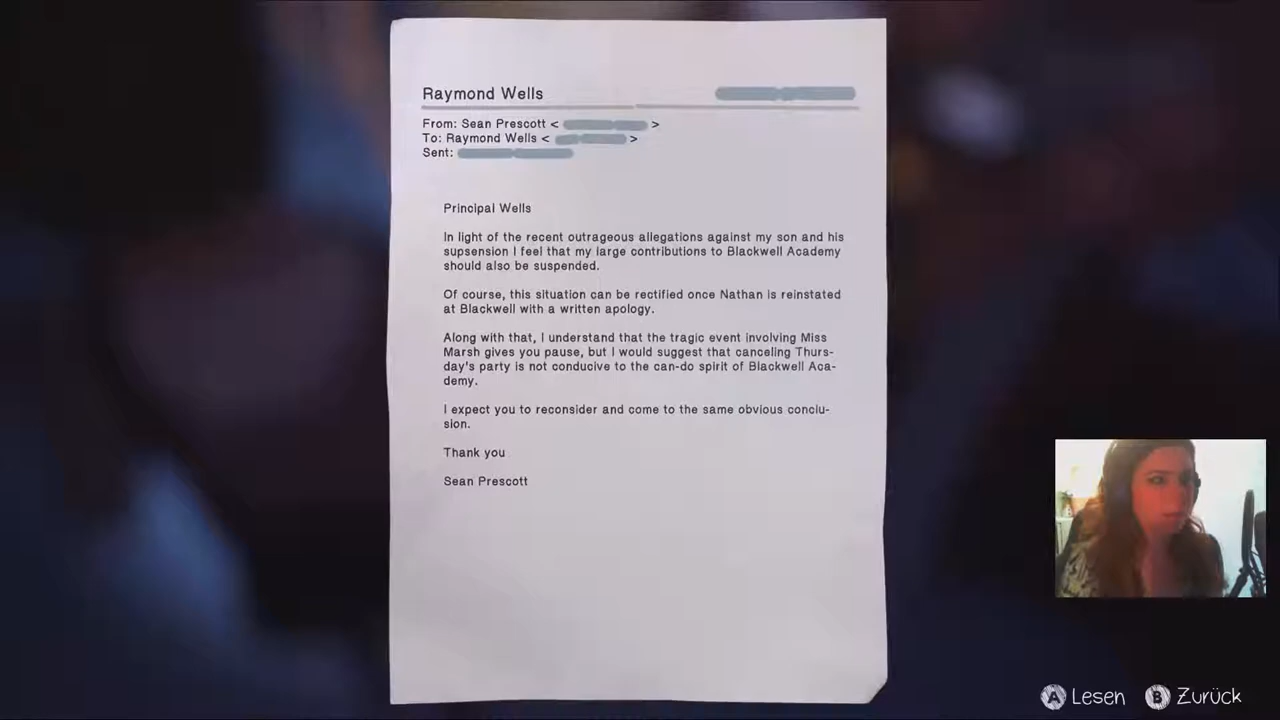 Raymond Wells
From: Sean Prescott < >
To: Raymond Wells < >
Sent:
Principal Wells
In light of the recent outrageous allegations against my son and his
supsension I feel that my large contributions to Blackwell Academy
should also be suspended.
Of course, this situation can be rectified once Nathan is reinstated
at Blackwell with a written apology.
Along with that, I understand that the tragic event involving Miss
Marsh gives you pause, but I would suggest that canceling Thurs-
day's party is not conducive to the can-do spirit of Blackwell Aca-
demy.
I expect you to reconsider and come to the same obvious conclu-
sion.
Thank you
Sean Prescott
A Lesen B Zurück